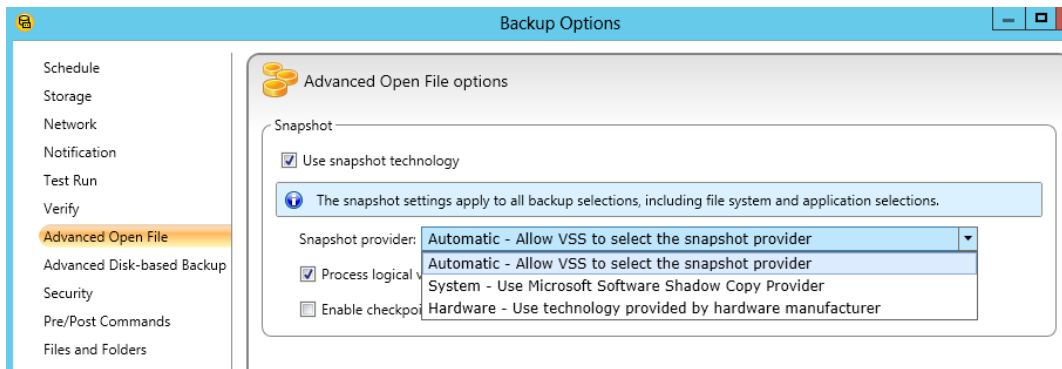 Backup Options
Schedule
Storage
Network
Notification
Test Run
Verify
Advanced Open File
Advanced Disk-based Backup
Security
Pre/Post Commands
Files and Folders
Advanced Open File options
Snapshot
Use snapshot technology
The snapshot settings apply to all backup selections, including file system and application selections.
Snapshot provider: Automatic - Allow VSS to select the snapshot provider
Automatic - Allow VSS to select the snapshot provider
System - Use Microsoft Software Shadow Copy Provider
Hardware - Use technology provided by hardware manufacturer
Process logical
Enable